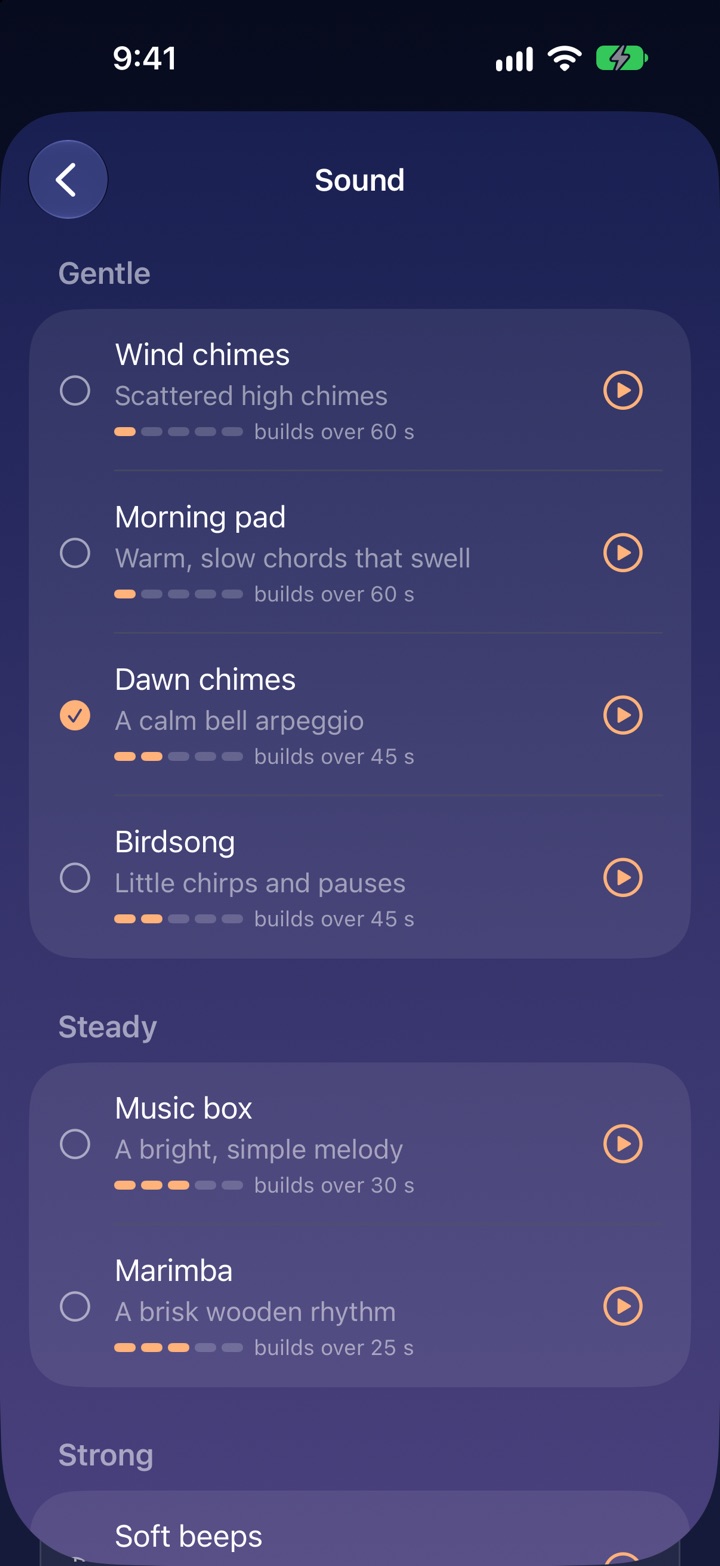 9:41
Sound
Gentle
Wind chimes
Scattered high chimes
builds over 60 s
Morning pad
Warm, slow chords that swell
builds over 60 s
Dawn chimes
A calm bell arpeggio
builds over 45 s
Birdsong
Little chirps and pauses
builds over 45 s
Steady
Music box
A bright, simple melody
builds over 30 s
Marimba
A brisk wooden rhythm
builds over 25 s
Strong
Soft beeps